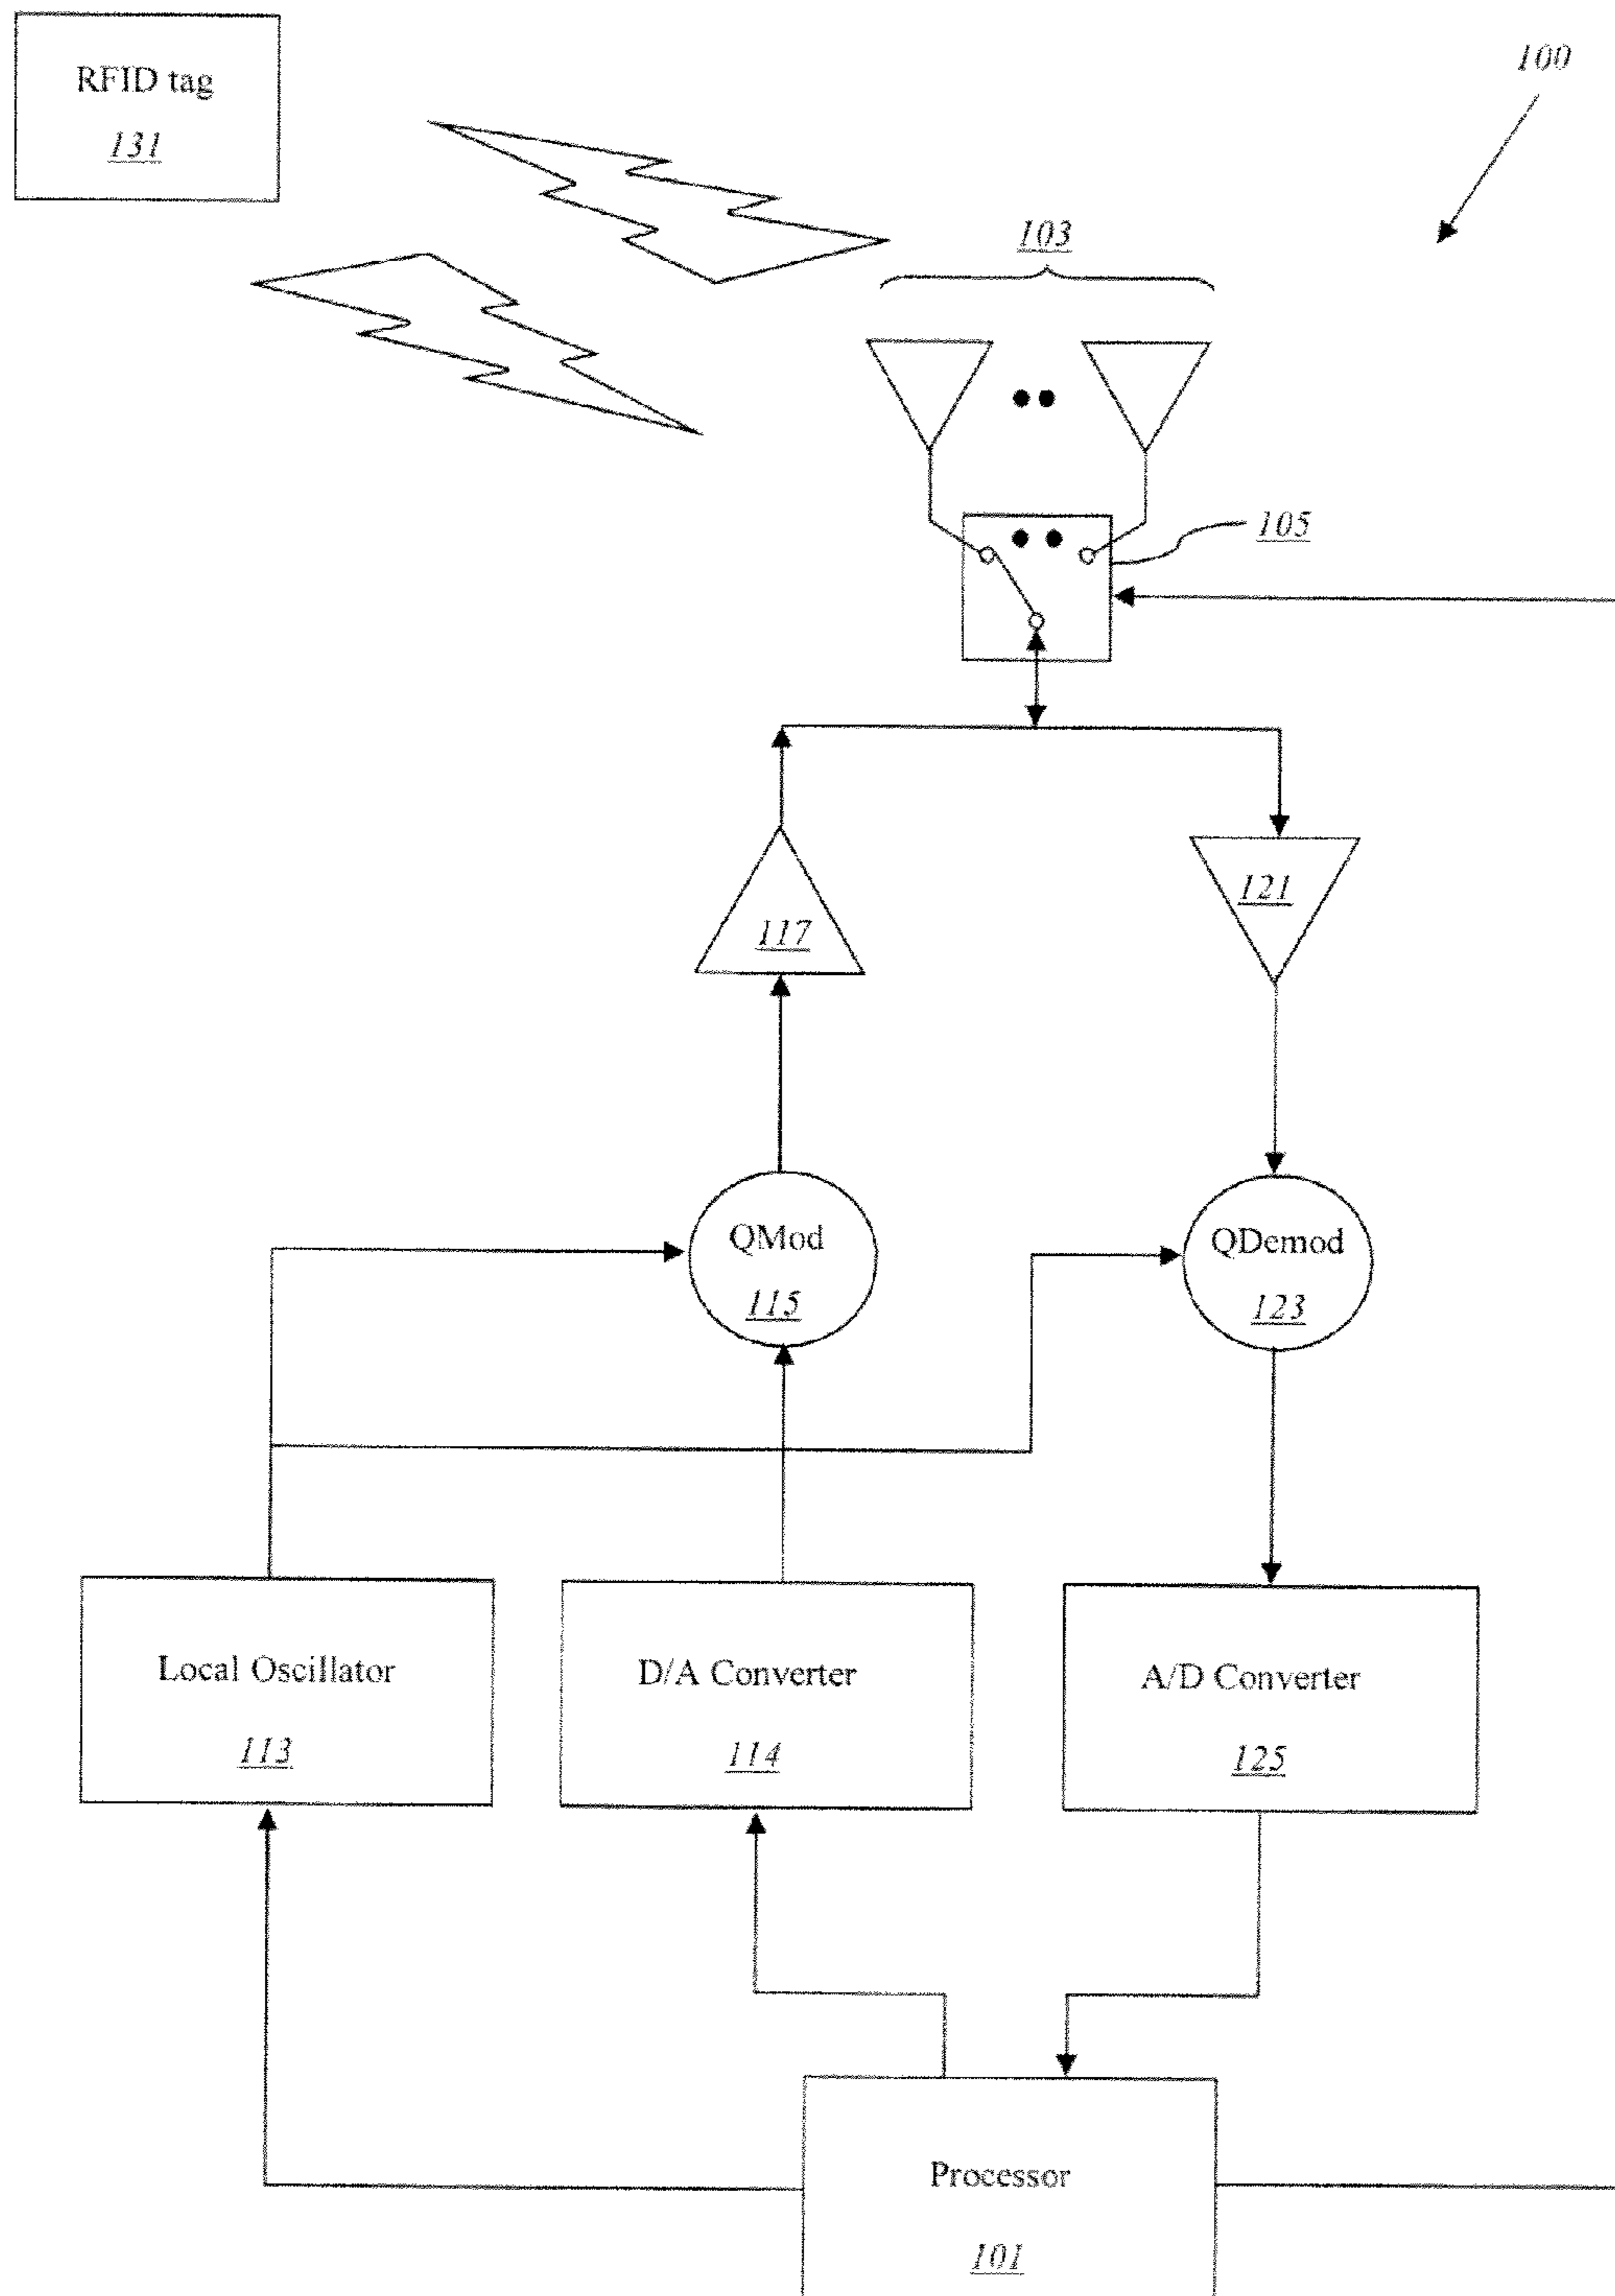 RFID tag
131
100
103
105
117
121
QMod
115
QDemod
123
Local Oscillator
113
D/A Converter
114
A/D Converter
125
Processor
101